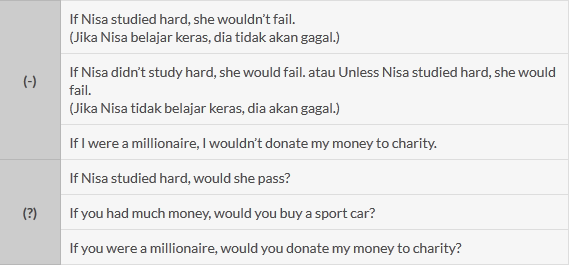 If Nisa studied hard, she wouldn't fail.
(Jika Nisa belajar keras, dia tidak akan gagal.)
(-)
If Nisa didn't study hard, she would fail. atau Unless Nisa studied hard, she would
fail.
(Jika Nisa tidak belajar keras, dia akan gagal.)
If I were a millionaire, I wouldn't donate my money to charity.
If Nisa studied hard, would she pass?
(?)
If you had much money, would you buy a sport car?
If you were a millionaire, would you donate my money to charity?